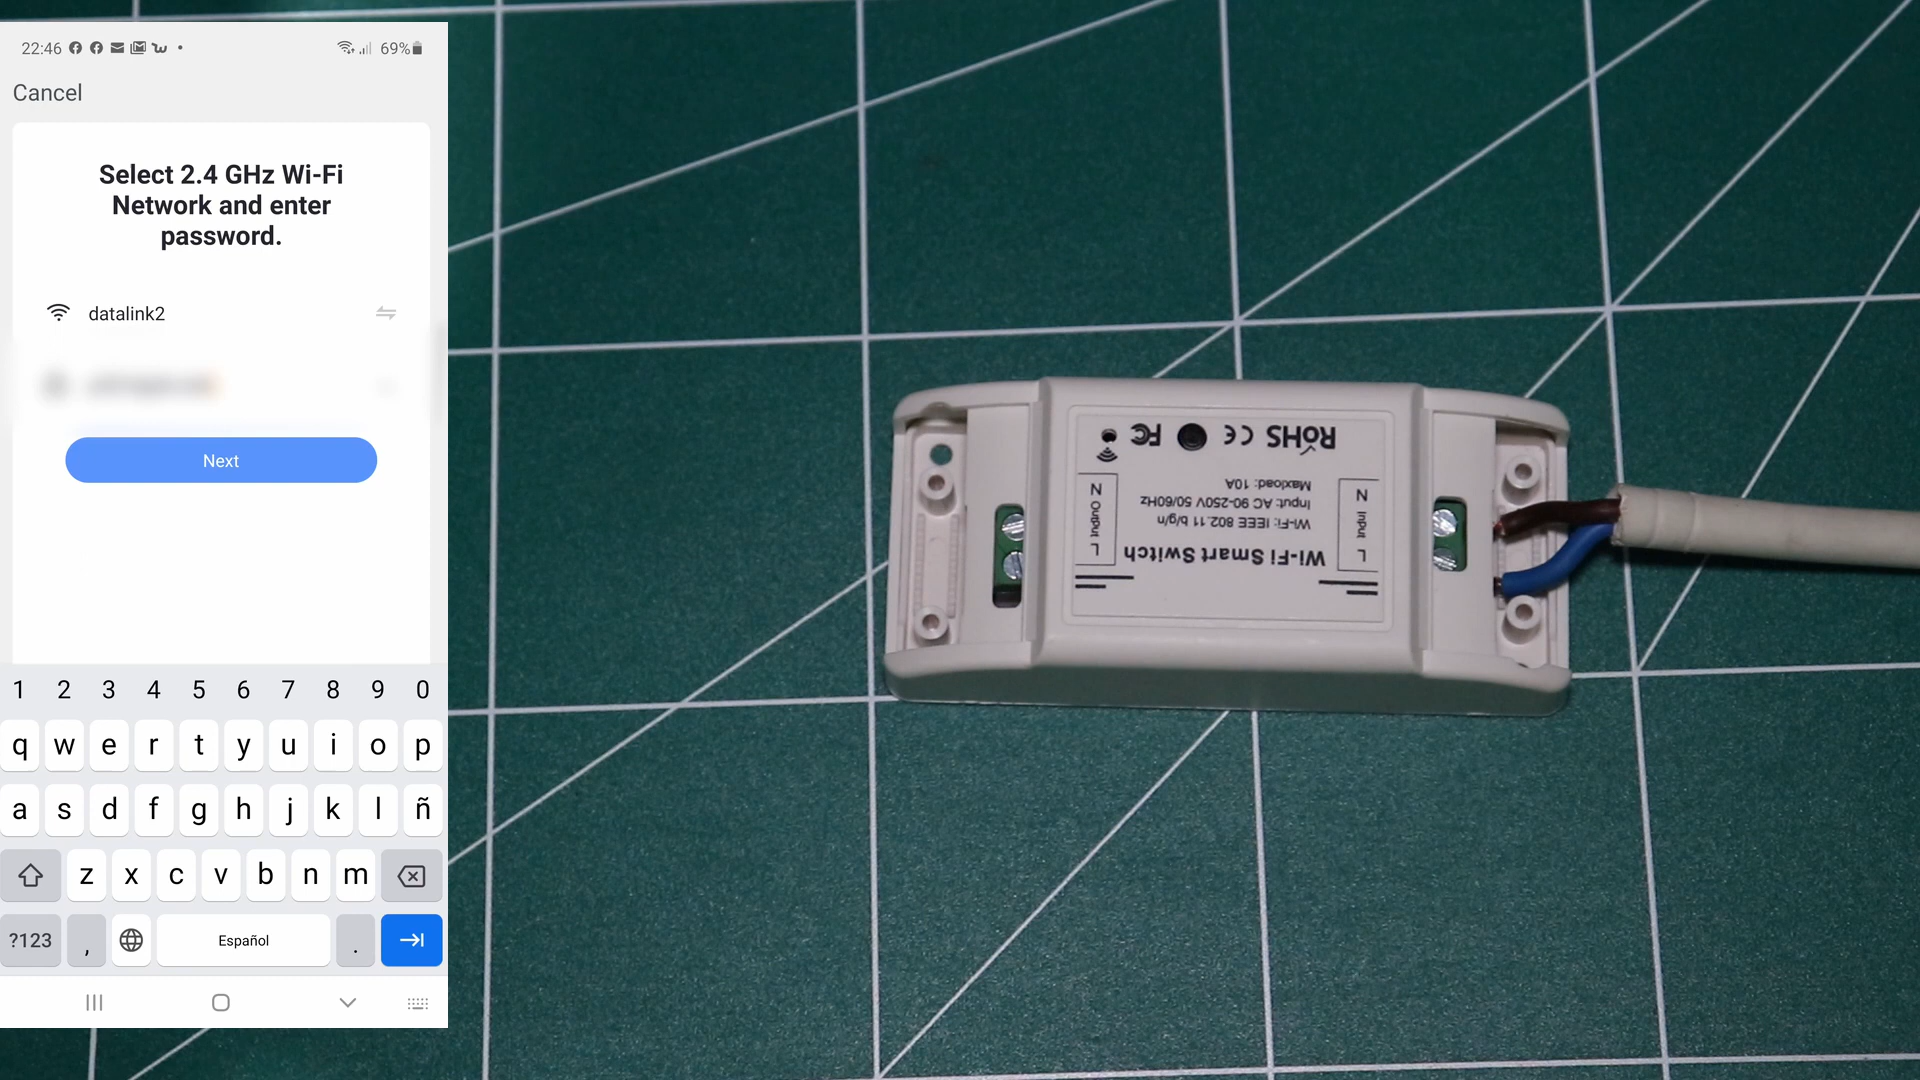 22:46
69%
Cancel
Select 2.4 GHz Wi-Fi
Network and enter
password.
datalink2
Next
1 2 3 4 5 6 7 8 9 0
q w e r t y u i o p
a s d f g h j k l ñ
z x c v b n m
?123 , Español .
Wi-Fi Smart Switch
Wi-Fi: IEEE 802.11 b/g/n
Input: AC 90-250V 50/60Hz
Maxload: 10A
L Input N
L Output N
RoHS CE FC